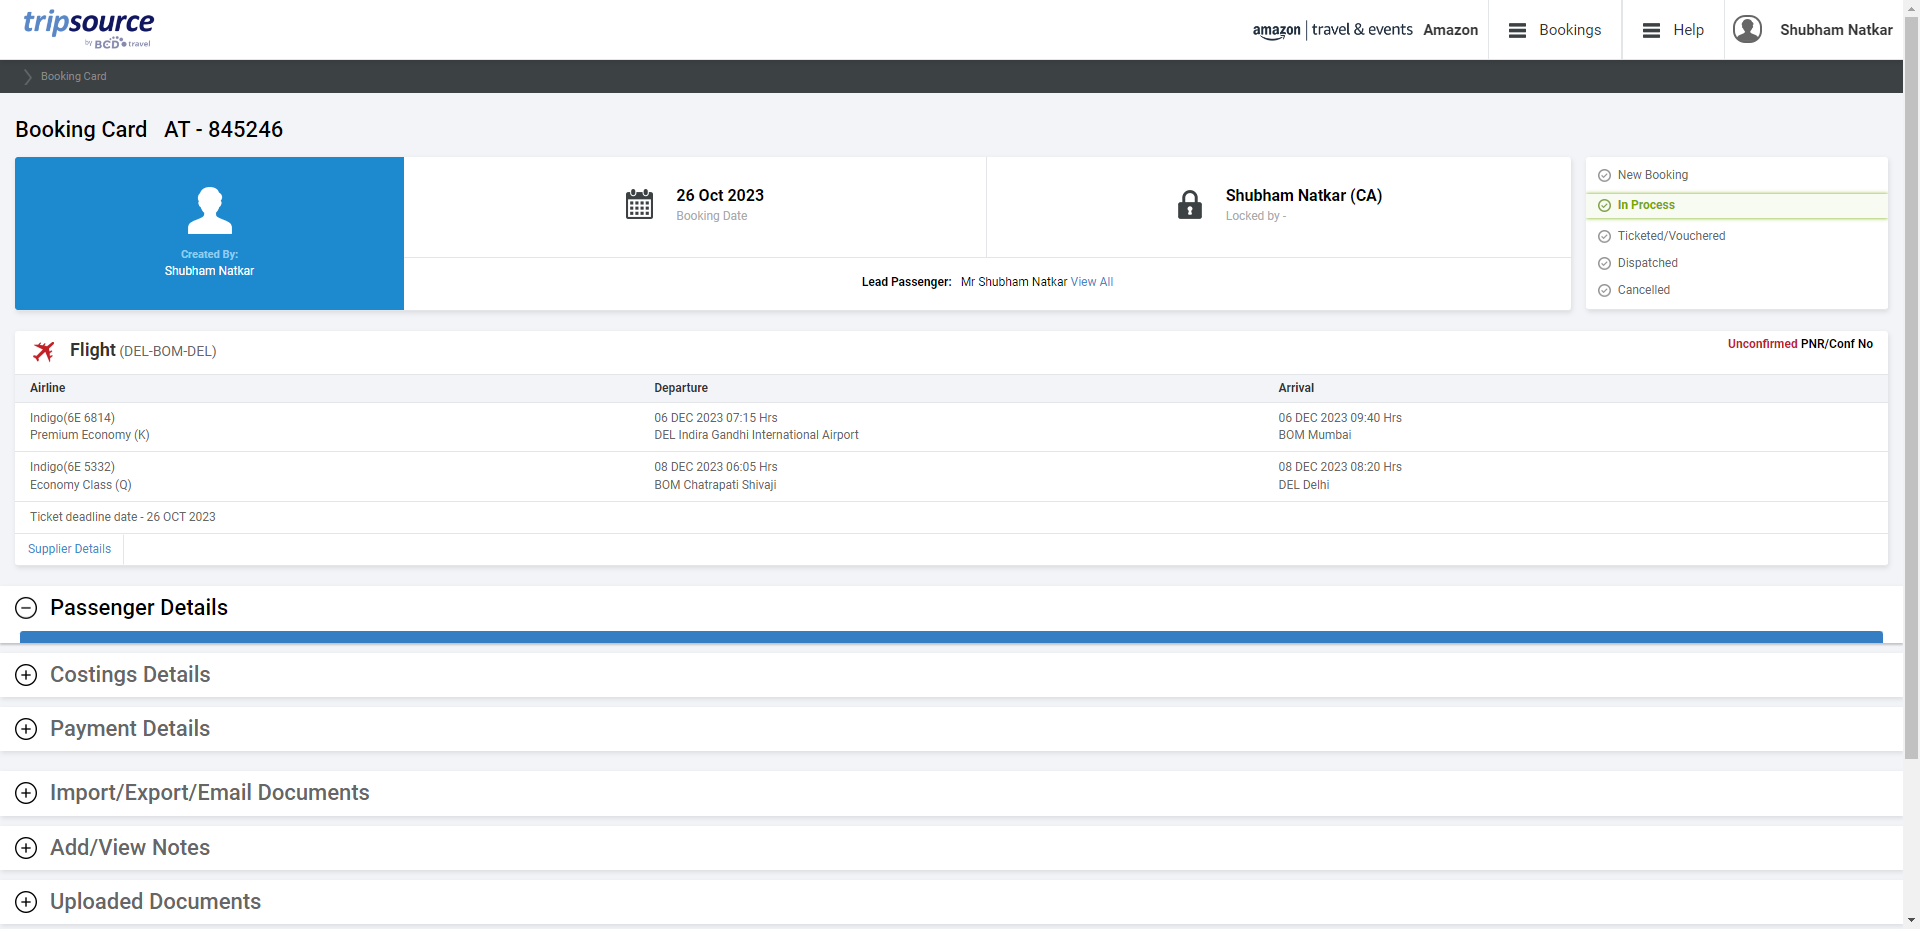 tripsource
by BCD travel
amazon | travel & events Amazon
Bookings
Help
Shubham Natkar
Booking Card
Booking Card AT - 845246
Created By:
Shubham Natkar
26 Oct 2023
Booking Date
Shubham Natkar (CA)
Locked by -
Lead Passenger: Mr Shubham Natkar View All
New Booking
In Process
Ticketed/Vouchered
Dispatched
Cancelled
Flight (DEL-BOM-DEL)
Unconfirmed PNR/Conf No
Airline Departure Arrival
Indigo(6E 6814) 06 DEC 2023 07:15 Hrs 06 DEC 2023 09:40 Hrs
Premium Economy (K) DEL Indira Gandhi International Airport BOM Mumbai
Indigo(6E 5332) 08 DEC 2023 06:05 Hrs 08 DEC 2023 08:20 Hrs
Economy Class (Q) BOM Chatrapati Shivaji DEL Delhi
Ticket deadline date - 26 OCT 2023
Supplier Details
Passenger Details
Costings Details
Payment Details
Import/Export/Email Documents
Add/View Notes
Uploaded Documents